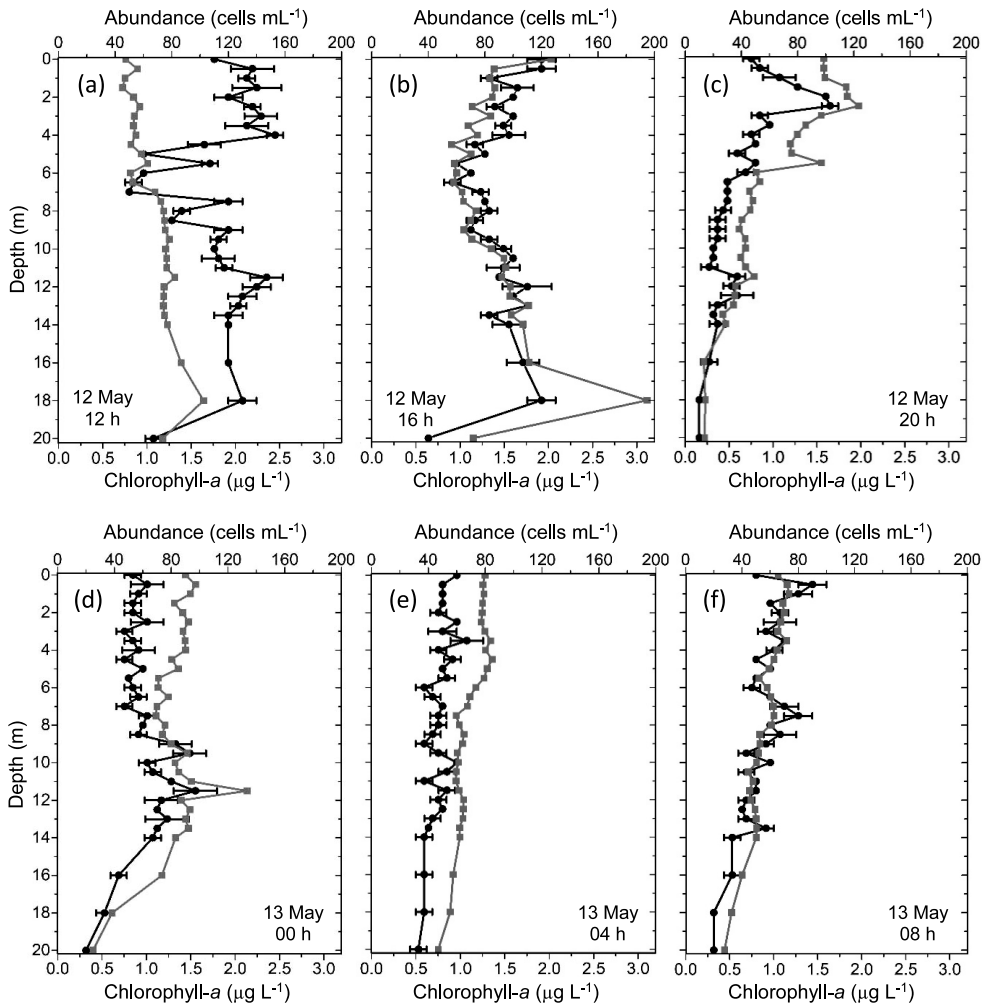 Abundance (cells mL-1) Abundance (cells mL-1) Abundance (cells mL-1)
0 40 80 120 160 200 0 40 80 120 160 200 0 40 80 120 160 200
0
(a) (b) (c)
2
4
6
8
Depth (m)
10
12
14
16
18
12 May 12 May 12 May
12 h 16 h 20 h
20
0.0 0.5 1.0 1.5 2.0 2.5 3.0 0.0 0.5 1.0 1.5 2.0 2.5 3.0 0.0 0.5 1.0 1.5 2.0 2.5 3.0
Chlorophyll-a (μg L-1) Chlorophyll-a (μg L-1) Chlorophyll-a (μg L-1)
Abundance (cells mL-1) Abundance (cells mL-1) Abundance (cells mL-1)
0 40 80 120 160 200 0 40 80 120 160 200 0 40 80 120 160 200
0
(d) (e) (f)
2
4
6
8
Depth (m)
10
12
14
16
18
13 May 13 May 13 May
00 h 04 h 08 h
20
0.0 0.5 1.0 1.5 2.0 2.5 3.0 0.0 0.5 1.0 1.5 2.0 2.5 3.0 0.0 0.5 1.0 1.5 2.0 2.5 3.0
Chlorophyll-a (μg L-1) Chlorophyll-a (μg L-1) Chlorophyll-a (μg L-1)